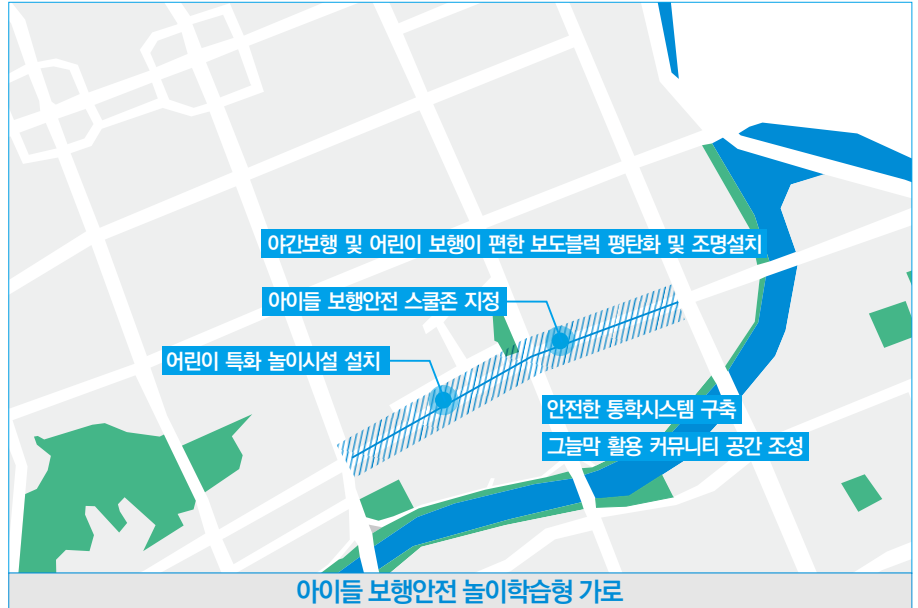 야간보행 및 어린이 보행이 편한 보도블럭 평탄화 및 조명설치
아이들 보행안전 스쿨존 지정
어린이 특화 놀이시설 설치
안전한 통학시스템 구축
그늘막 활용 커뮤니티 공간 조성
아이들 보행안전 놀이학습형 가로